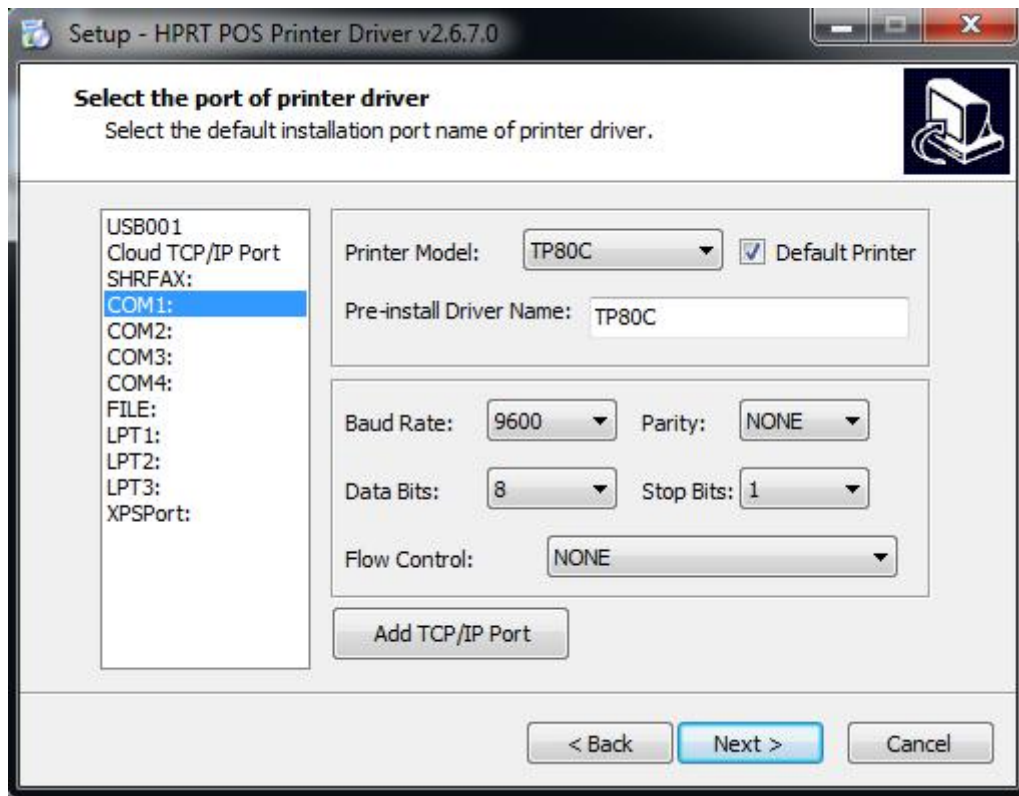 Setup - HPRT POS Printer Driver v2.6.7.0
Select the port of printer driver
Select the default installation port name of printer driver.
USB001
Cloud TCP/IP Port
SHRFAX:
COM1:
COM2:
COM3:
COM4:
FILE:
LPT1:
LPT2:
LPT3:
XPSPort:
Printer Model: TP80C Default Printer
Pre-install Driver Name: TP80C
Baud Rate: 9600 Parity: NONE
Data Bits: 8 Stop Bits: 1
Flow Control: NONE
Add TCP/IP Port
< Back Next > Cancel